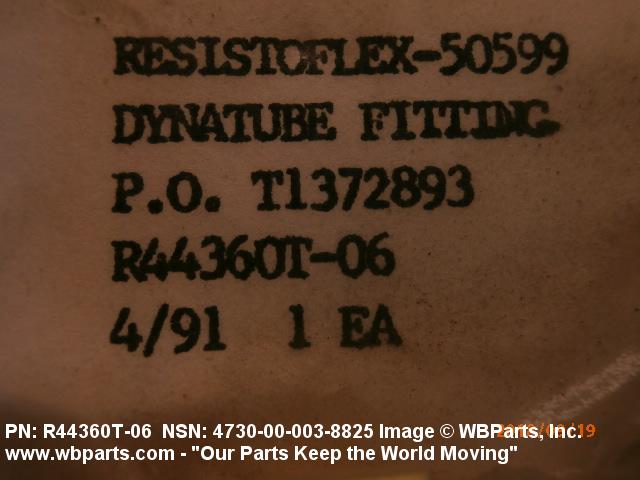 RESISTOFLEX-50599
DYNATUBE FITTING
P.O. T1372893
R44360T-06
4/91 1 EA
PN: R44360T-06 NSN: 4730-00-003-8825 Image © WBParts, Inc.
www.wbparts.com - "Our Parts Keep the World Moving"